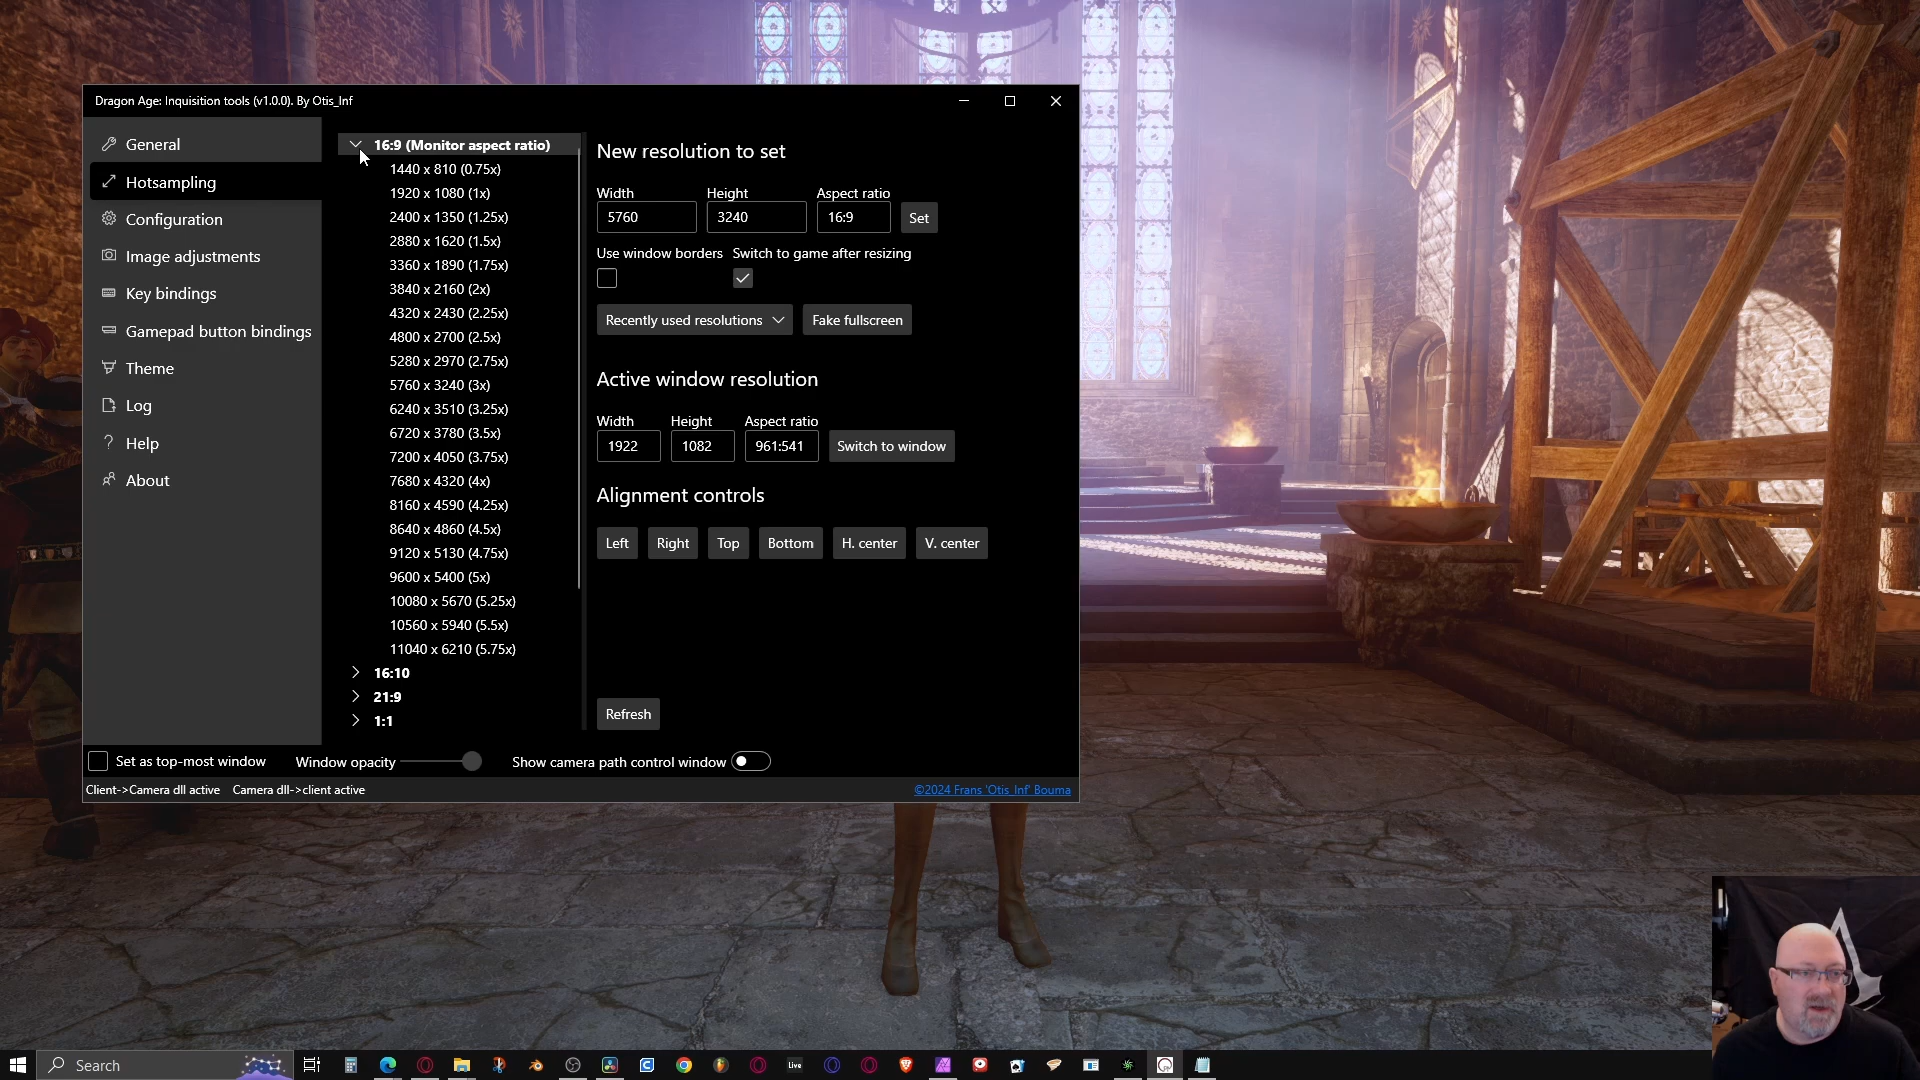 Dragon Age: Inquisition tools (v1.0.0). By Otis_Inf
General
Hotsampling
Configuration
Image adjustments
Key bindings
Gamepad button bindings
Theme
Log
Help
About
16:9 (Monitor aspect ratio)
1440 x 810 (0.75x)
1920 x 1080 (1x)
2400 x 1350 (1.25x)
2880 x 1620 (1.5x)
3360 x 1890 (1.75x)
3840 x 2160 (2x)
4320 x 2430 (2.25x)
4800 x 2700 (2.5x)
5280 x 2970 (2.75x)
5760 x 3240 (3x)
6240 x 3510 (3.25x)
6720 x 3780 (3.5x)
7200 x 4050 (3.75x)
7680 x 4320 (4x)
8160 x 4590 (4.25x)
8640 x 4860 (4.5x)
9120 x 5130 (4.75x)
9600 x 5400 (5x)
10080 x 5670 (5.25x)
10560 x 5940 (5.5x)
11040 x 6210 (5.75x)
16:10
21:9
1:1
New resolution to set
Width Height Aspect ratio
5760 3240 16:9 Set
Use window borders Switch to game after resizing
Recently used resolutions Fake fullscreen
Active window resolution
Width Height Aspect ratio
1922 1082 961:541 Switch to window
Alignment controls
Left Right Top Bottom H. center V. center
Refresh
Set as top-most window Window opacity Show camera path control window
Client->Camera dll active Camera dll->client active ©2024 Frans 'Otis_Inf' Bouma
Search
Live